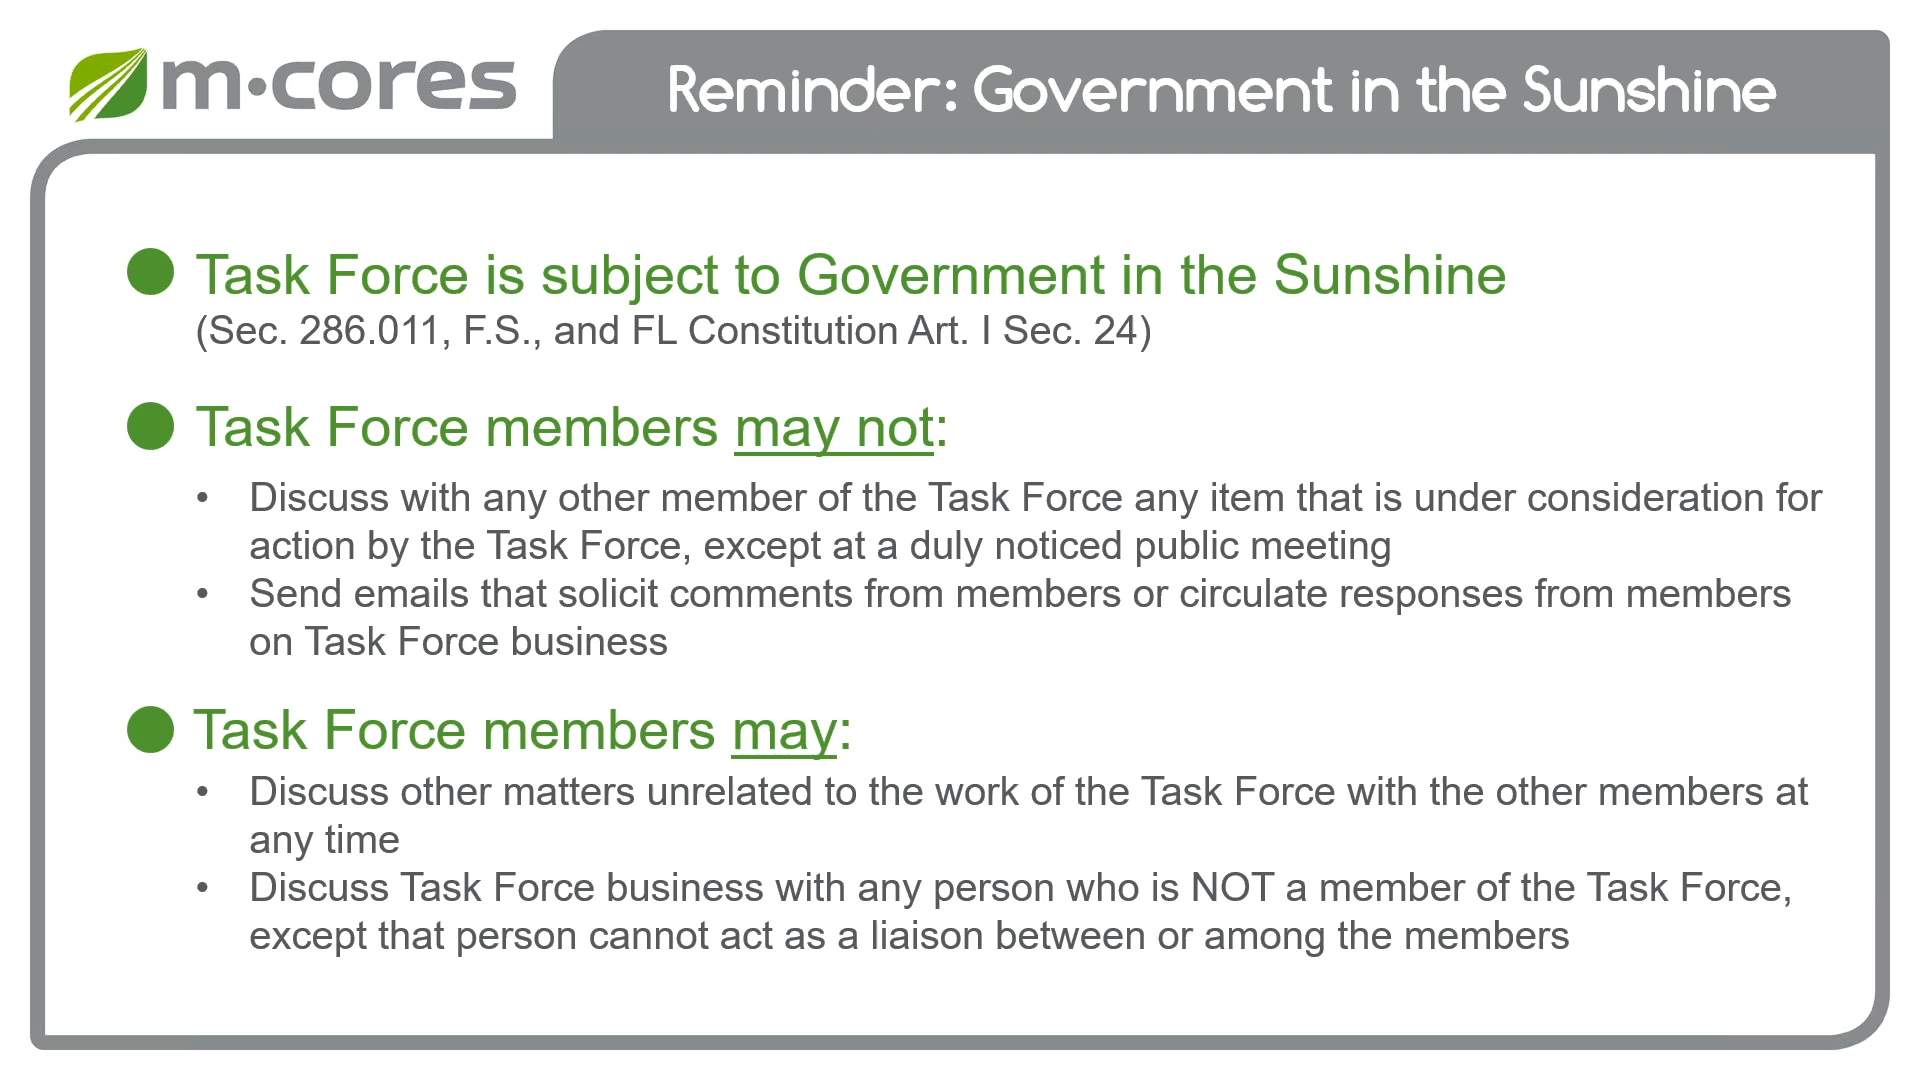 m·cores
Reminder: Government in the Sunshine
Task Force is subject to Government in the Sunshine
(Sec. 286.011, F.S., and FL Constitution Art. I Sec. 24)
Task Force members may not:
• Discuss with any other member of the Task Force any item that is under consideration for
action by the Task Force, except at a duly noticed public meeting
• Send emails that solicit comments from members or circulate responses from members
on Task Force business
Task Force members may:
• Discuss other matters unrelated to the work of the Task Force with the other members at
any time
• Discuss Task Force business with any person who is NOT a member of the Task Force,
except that person cannot act as a liaison between or among the members